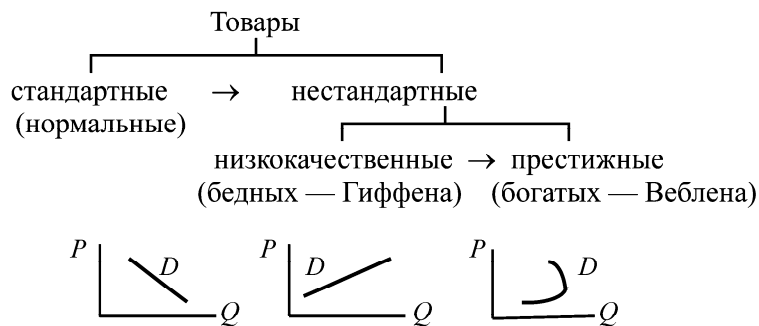 Товары
стандартные → нестандартные
(нормальные)
низкокачественные → престижные
(бедных — Гиффена) (богатых — Веблена)
P D Q P D Q P D Q